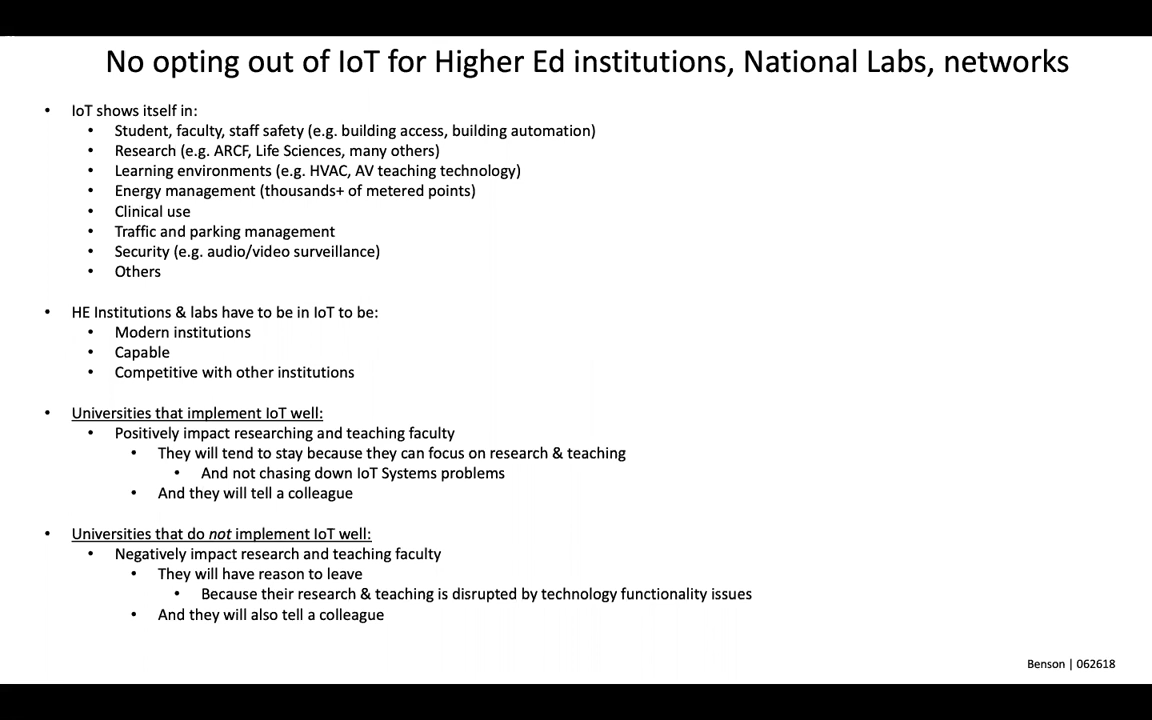 No opting out of IoT for Higher Ed institutions, National Labs, networks
• IoT shows itself in:
• Student, faculty, staff safety (e.g. building access, building automation)
• Research (e.g. ARCF, Life Sciences, many others)
• Learning environments (e.g. HVAC, AV teaching technology)
• Energy management (thousands+ of metered points)
• Clinical use
• Traffic and parking management
• Security (e.g. audio/video surveillance)
• Others
• HE Institutions & labs have to be in IoT to be:
• Modern institutions
• Capable
• Competitive with other institutions
• Universities that implement IoT well:
• Positively impact researching and teaching faculty
• They will tend to stay because they can focus on research & teaching
• And not chasing down IoT Systems problems
• And they will tell a colleague
• Universities that do not implement IoT well:
• Negatively impact research and teaching faculty
• They will have reason to leave
• Because their research & teaching is disrupted by technology functionality issues
• And they will also tell a colleague
Benson | 062618